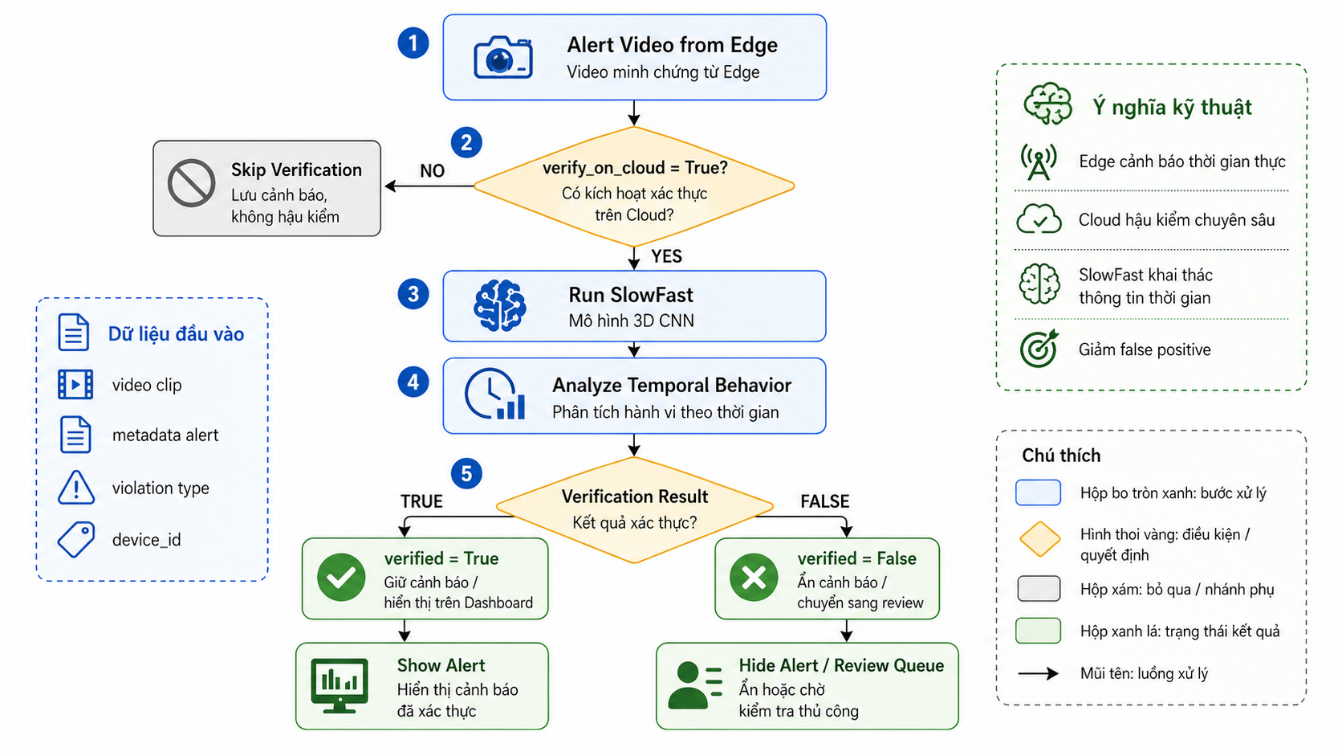 1
Alert Video from Edge
Video minh chứng từ Edge
2
verify_on_cloud = True?
Có kích hoạt xác thực
trên Cloud?
NO
Skip Verification
Lưu cảnh báo,
không hậu kiểm
YES
3
Run SlowFast
Mô hình 3D CNN
4
Analyze Temporal Behavior
Phân tích hành vi theo thời gian
5
Verification Result
Kết quả xác thực?
TRUE
FALSE
verified = True
Giữ cảnh báo /
hiển thị trên Dashboard
verified = False
Ẩn cảnh báo /
chuyển sang review
Show Alert
Hiển thị cảnh báo
đã xác thực
Hide Alert / Review Queue
Ẩn hoặc chờ
kiểm tra thủ công
Dữ liệu đầu vào
video clip
metadata alert
violation type
device_id
Ý nghĩa kỹ thuật
Edge cảnh báo thời gian thực
Cloud hậu kiểm chuyên sâu
SlowFast khai thác
thông tin thời gian
Giảm false positive
Chú thích
Hộp bo tròn xanh: bước xử lý
Hình thoi vàng: điều kiện /
quyết định
Hộp xám: bỏ qua / nhánh phụ
Hộp xanh lá: trạng thái kết quả
Mũi tên: luồng xử lý